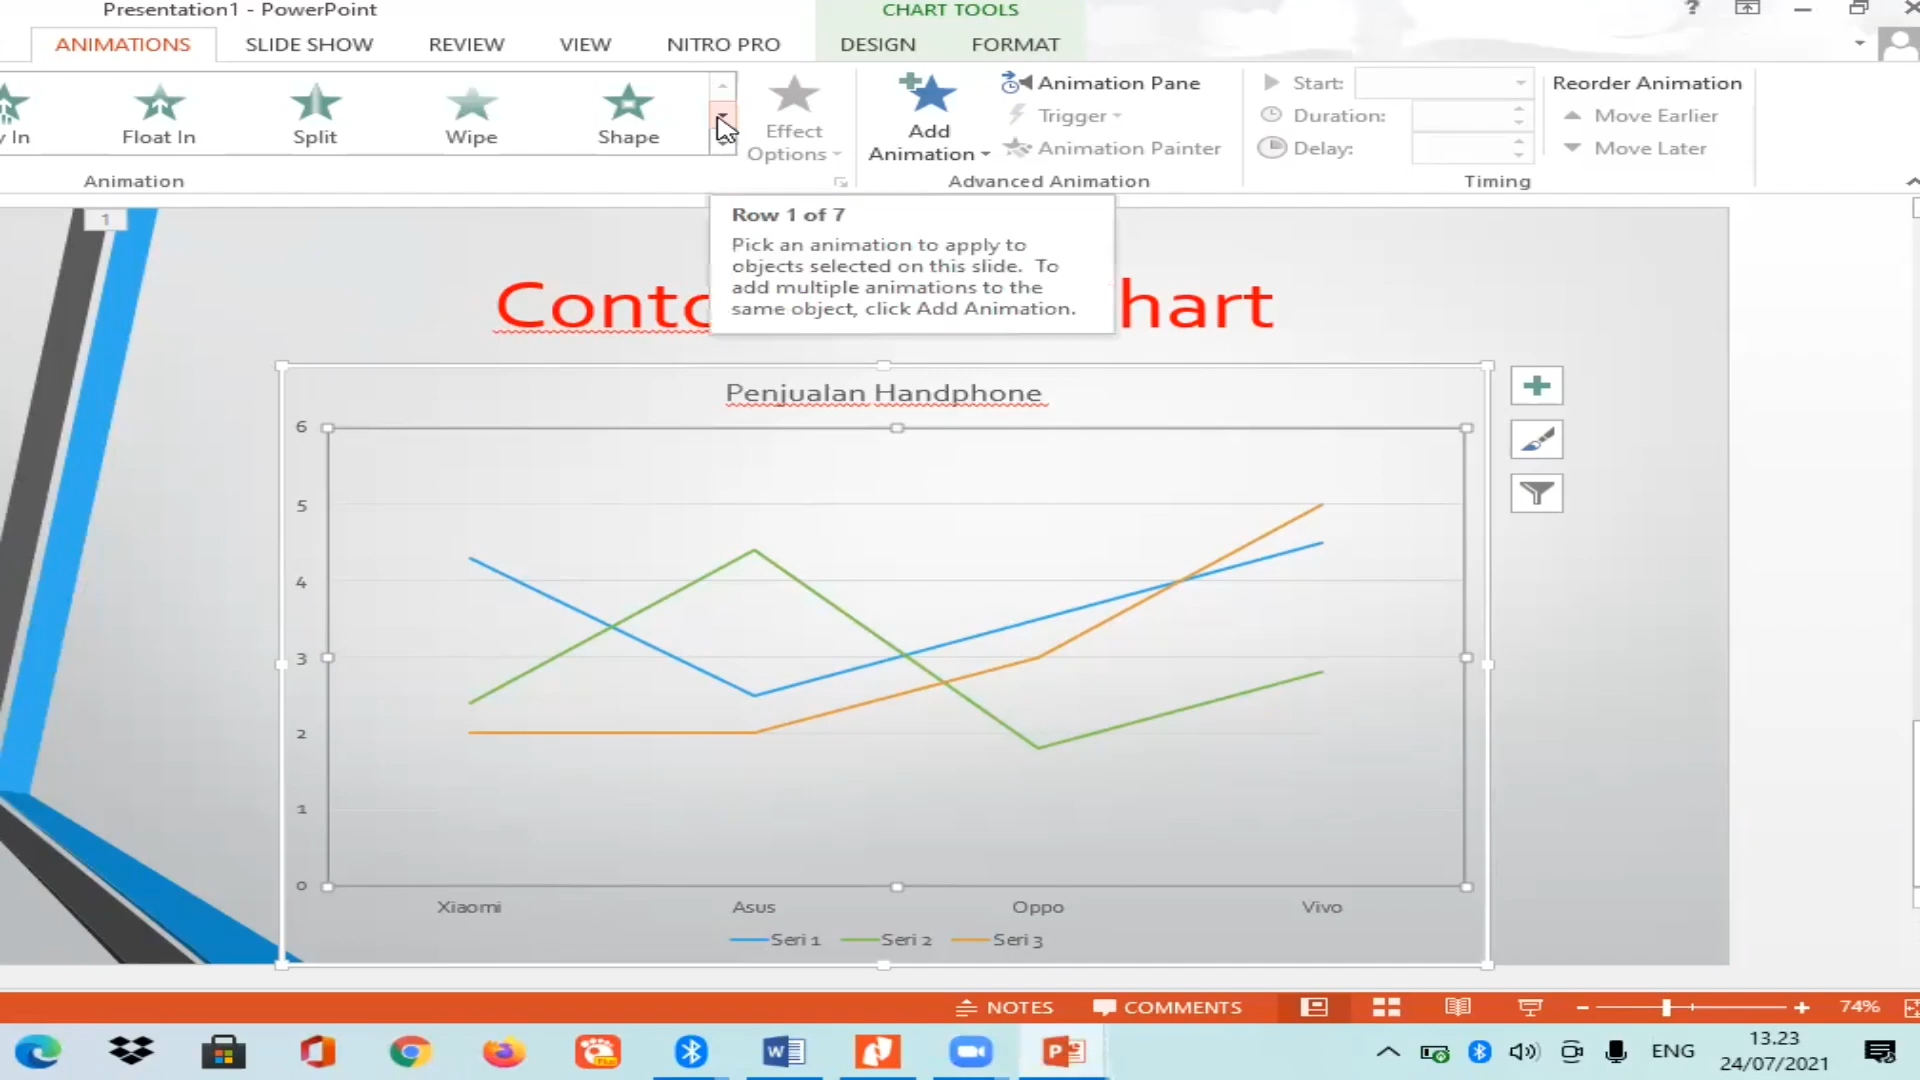 Presentation1 - PowerPoint
CHART TOOLS
?
ANIMATIONS SLIDE SHOW REVIEW VIEW NITRO PRO DESIGN FORMAT
y In Float In Split Wipe Shape
Effect Options
Add Animation
Animation Pane
Trigger
Animation Painter
Start:
Duration:
Delay:
Reorder Animation
Move Earlier
Move Later
Animation Advanced Animation Timing
1
Row 1 of 7
Pick an animation to apply to
objects selected on this slide. To
add multiple animations to the
same object, click Add Animation.
Conto hart
Penjualan Handphone
6
5
4
3
2
1
0
Xiaomi Asus Oppo Vivo
Seri 1 Seri 2 Seri 3
NOTES COMMENTS 74%
ENG
13.23
24/07/2021